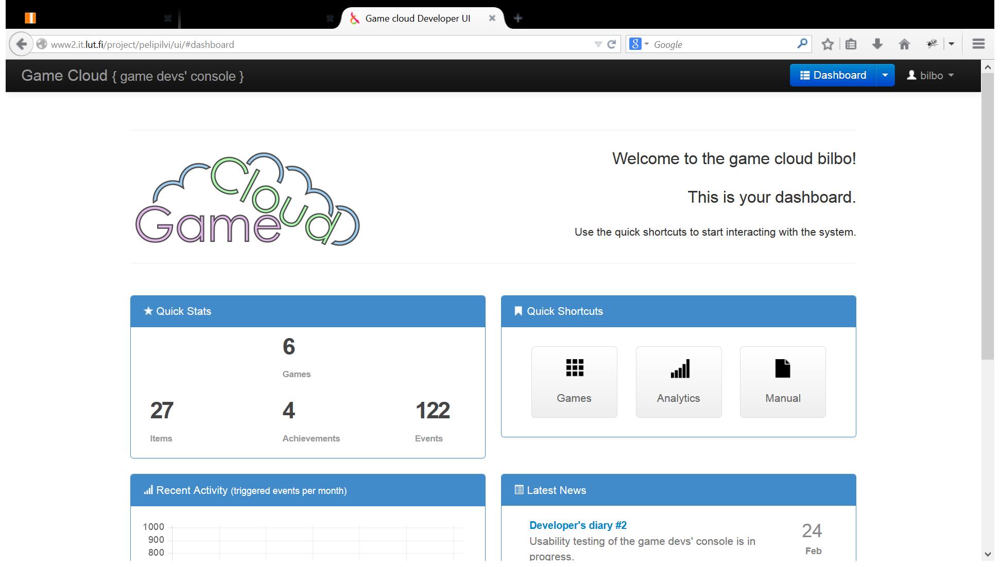 Game cloud Developer UI
www2.it.lut.fi/project/pelipilvi/ui/#dashboard
8 Google
Game Cloud { game devs' console }
Dashboard
bilbo
Game Cloud
Welcome to the game cloud bilbo!
This is your dashboard.
Use the quick shortcuts to start interacting with the system.
Quick Stats
6
Games
27
Items
4
Achievements
122
Events
Quick Shortcuts
Games
Analytics
Manual
Recent Activity (triggered events per month)
1000
900
800
Latest News
Developer's diary #2
Usability testing of the game devs' console is in
progress.
24
Feb